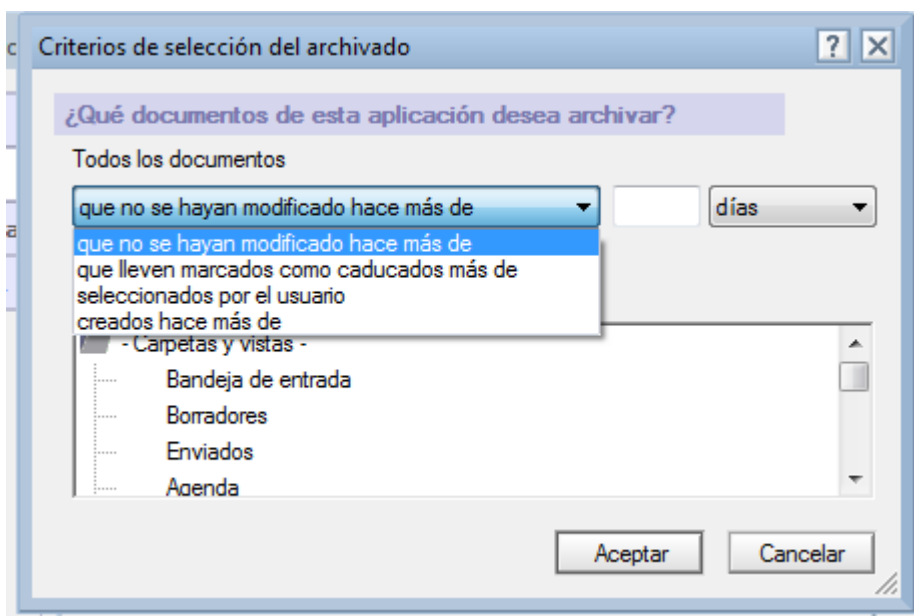 Criterios de selección del archivado
¿Qué documentos de esta aplicación desea archivar?
Todos los documentos
que no se hayan modificado hace más de días
que no se hayan modificado hace más de
que lleven marcados como caducados más de
seleccionados por el usuario
creados hace más de
- Carpetas y vistas -
Bandeja de entrada
Borradores
Enviados
Agenda
Aceptar Cancelar